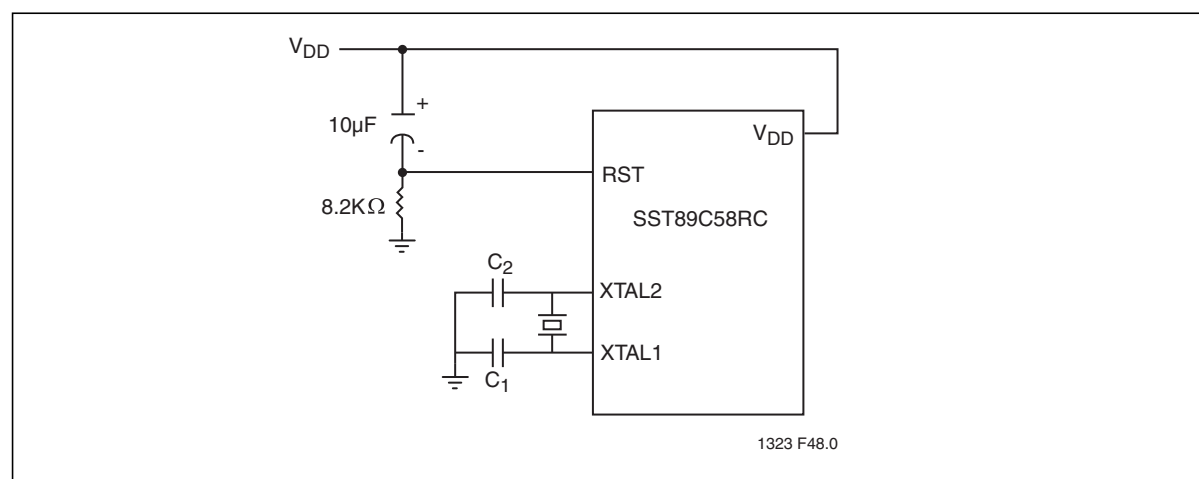 VDD
+
10µF
-
VDD
RST
8.2KΩ
SST89C58RC
C2
XTAL2
XTAL1
C1
1323 F48.0